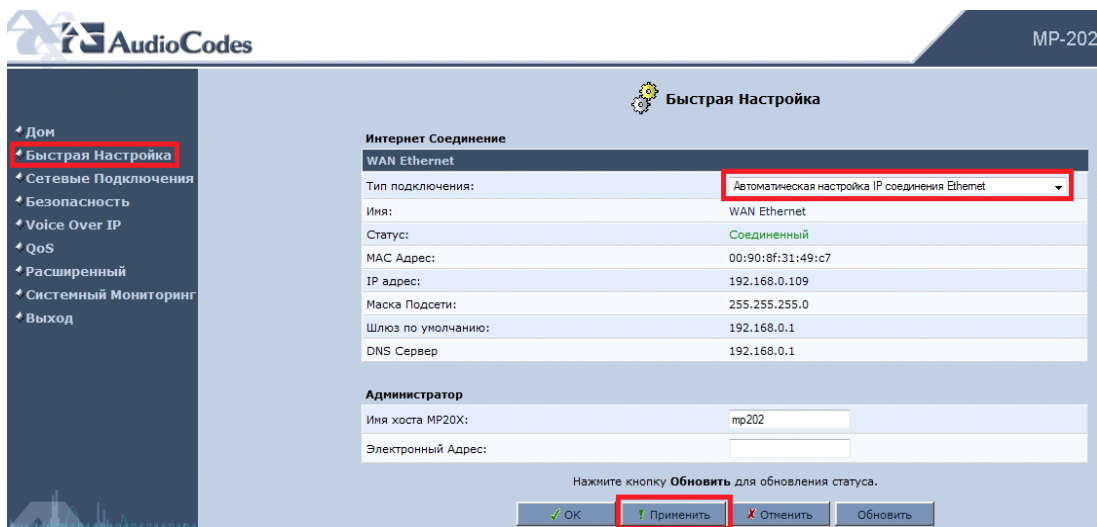 AudioCodes
MP-202
Дом
Быстрая Настройка
Сетевые Подключения
Безопасность
Voice Over IP
QoS
Расширенный
Системный Мониторинг
Выход
Быстрая Настройка
Интернет Соединение
WAN Ethernet
Тип подключения: Автоматическая настройка IP соединения Ethernet
Имя: WAN Ethernet
Статус: Соединенный
MAC Адрес: 00:90:8f:31:49:c7
IP адрес: 192.168.0.109
Маска Подсети: 255.255.255.0
Шлюз по умолчанию: 192.168.0.1
DNS Сервер 192.168.0.1
Администратор
Имя хоста MP20X: mp202
Электронный Адрес:
Нажмите кнопку Обновить для обновления статуса.
OK Применить Отменить Обновить